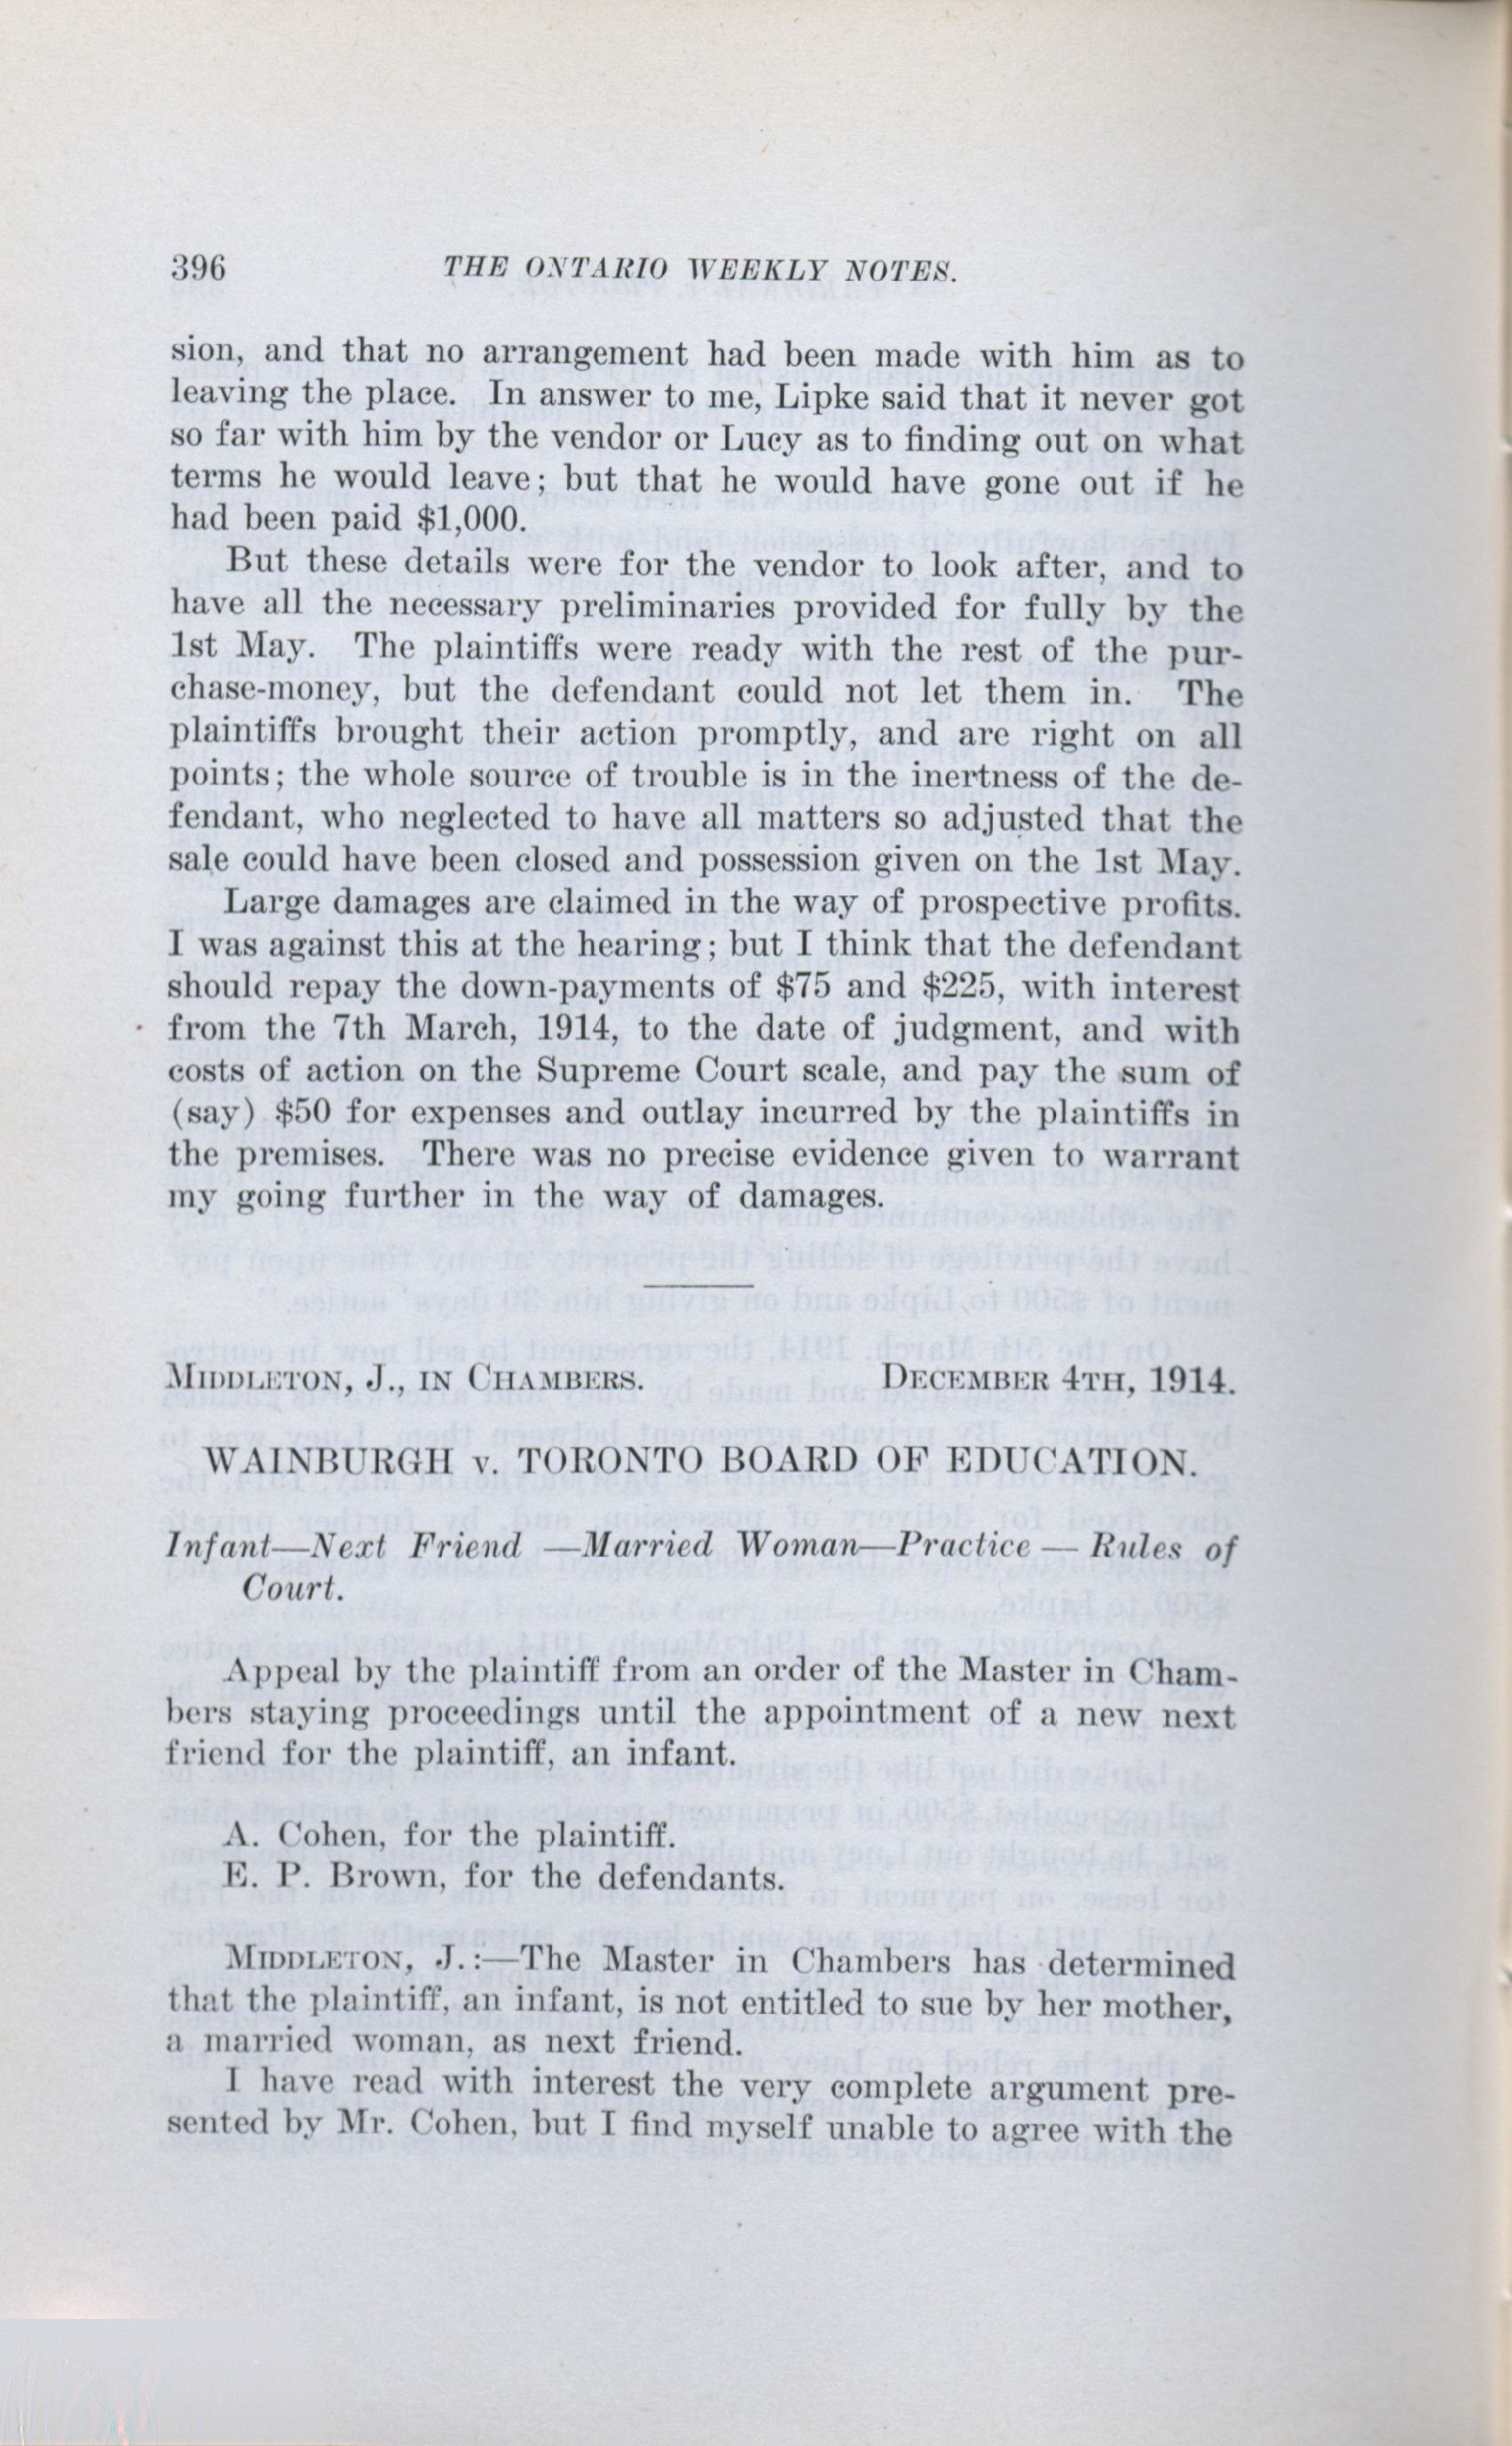 396 THE ONTARIO WEEKLY NOTES.
sion, and that no arrangement had been made with him as to
leaving the place. In answer to me, Lipke said that it never got
so far with him by the vendor or Lucy as to finding out on what
terms he would leave; but that he would have gone out if he
had been paid $1,000.
But these details were for the vendor to look after, and to
have all the necessary preliminaries provided for fully by the
1st May. The plaintiffs were ready with the rest of the pur-
chase-money, but the defendant could not let them in. The
plaintiffs brought their action promptly, and are right on all
points; the whole source of trouble is in the inertness of the de-
fendant, who neglected to have all matters so adjusted that the
sale could have been closed and possession given on the 1st May.
Large damages are claimed in the way of prospective profits.
I was against this at the hearing; but I think that the defendant
should repay the down-payments of $75 and $225, with interest
from the 7th March, 1914, to the date of judgment, and with
costs of action on the Supreme Court scale, and pay the sum of
(say) $50 for expenses and outlay incurred by the plaintiffs in
the premises. There was no precise evidence given to warrant
my going further in the way of damages.
MIDDLETON, J., IN CHAMBERS. DECEMBER 4TH, 1914.
WAINBURGH v. TORONTO BOARD OF EDUCATION.
Infant—Next Friend —Married Woman—Practice — Rules of
Court.
Appeal by the plaintiff from an order of the Master in Cham-
bers staying proceedings until the appointment of a new next
friend for the plaintiff, an infant.
A. Cohen, for the plaintiff.
E. P. Brown, for the defendants.
MIDDLETON, J.:—The Master in Chambers has determined
that the plaintiff, an infant, is not entitled to sue by her mother,
a married woman, as next friend.
I have read with interest the very complete argument pre-
sented by Mr. Cohen, but I find myself unable to agree with the